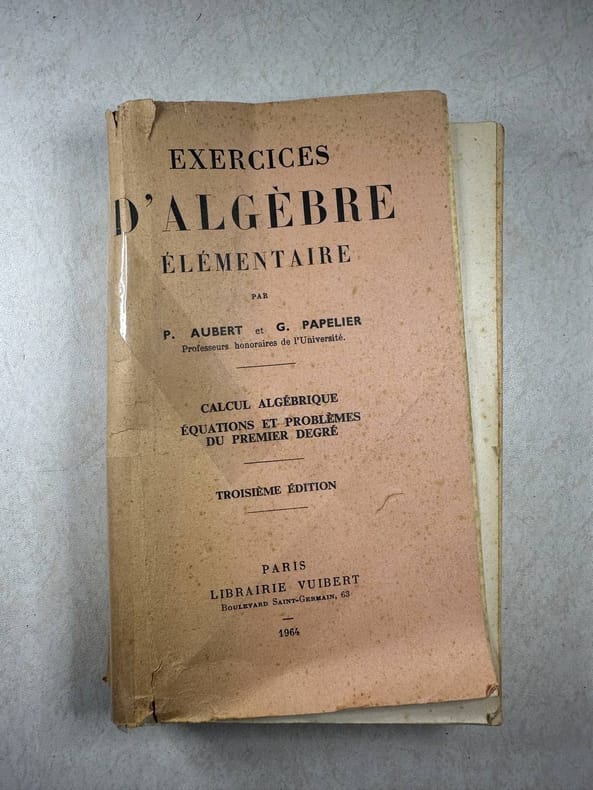 EXERCICES
D'ALGÈBRE
ÉLÉMENTAIRE
PAR
P. AUBERT et G. PAPELIER
Professeurs honoraires de l'Université.
CALCUL ALGÉBRIQUE
ÉQUATIONS ET PROBLÈMES
DU PREMIER DEGRÉ
TROISIÈME ÉDITION
PARIS
LIBRAIRIE VUIBERT
BOULEVARD SAINT-GERMAIN, 63
1964